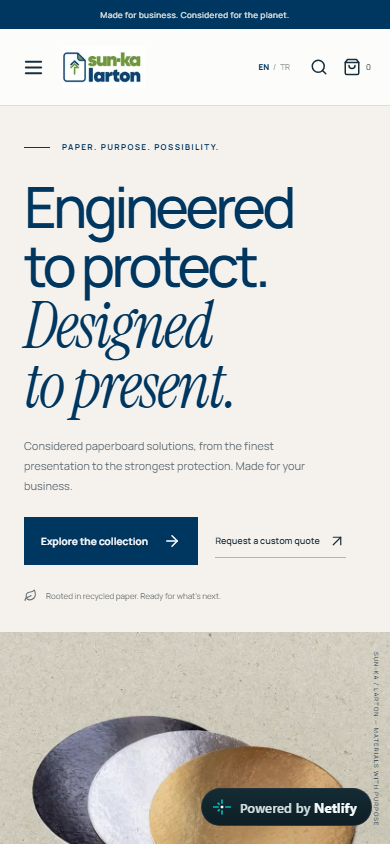 Made for business. Considered for the planet.
sun-ka
larton
EN / TR
0
PAPER. PURPOSE. POSSIBILITY.
Engineered
to protect.
Designed
to present.
Considered paperboard solutions, from the finest
presentation to the strongest protection. Made for your
business.
Explore the collection
Request a custom quote
Rooted in recycled paper. Ready for what's next.
SUN-KA / LARTON — MATERIALS WITH PURPOSE
Powered by Netlify